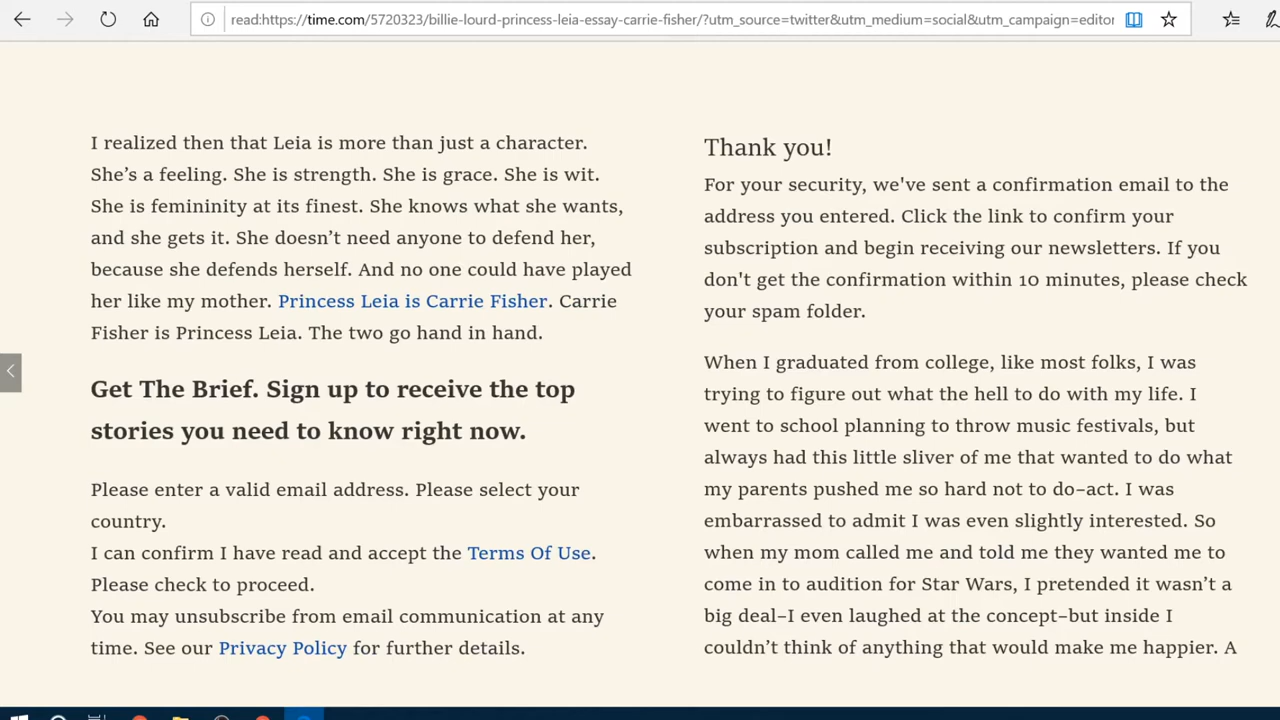 read:https://time.com/5720323/billie-lourd-princess-leia-essay-carrie-fisher/?utm_source=twitter&utm_medium=social&utm_campaign=editor
I realized then that Leia is more than just a character.
She’s a feeling. She is strength. She is grace. She is wit.
She is femininity at its finest. She knows what she wants,
and she gets it. She doesn’t need anyone to defend her,
because she defends herself. And no one could have played
her like my mother. Princess Leia is Carrie Fisher. Carrie
Fisher is Princess Leia. The two go hand in hand.
Get The Brief. Sign up to receive the top
stories you need to know right now.
Please enter a valid email address. Please select your
country.
I can confirm I have read and accept the Terms Of Use.
Please check to proceed.
You may unsubscribe from email communication at any
time. See our Privacy Policy for further details.
Thank you!
For your security, we've sent a confirmation email to the
address you entered. Click the link to confirm your
subscription and begin receiving our newsletters. If you
don't get the confirmation within 10 minutes, please check
your spam folder.
When I graduated from college, like most folks, I was
trying to figure out what the hell to do with my life. I
went to school planning to throw music festivals, but
always had this little sliver of me that wanted to do what
my parents pushed me so hard not to do–act. I was
embarrassed to admit I was even slightly interested. So
when my mom called me and told me they wanted me to
come in to audition for Star Wars, I pretended it wasn’t a
big deal–I even laughed at the concept–but inside I
couldn’t think of anything that would make me happier. A